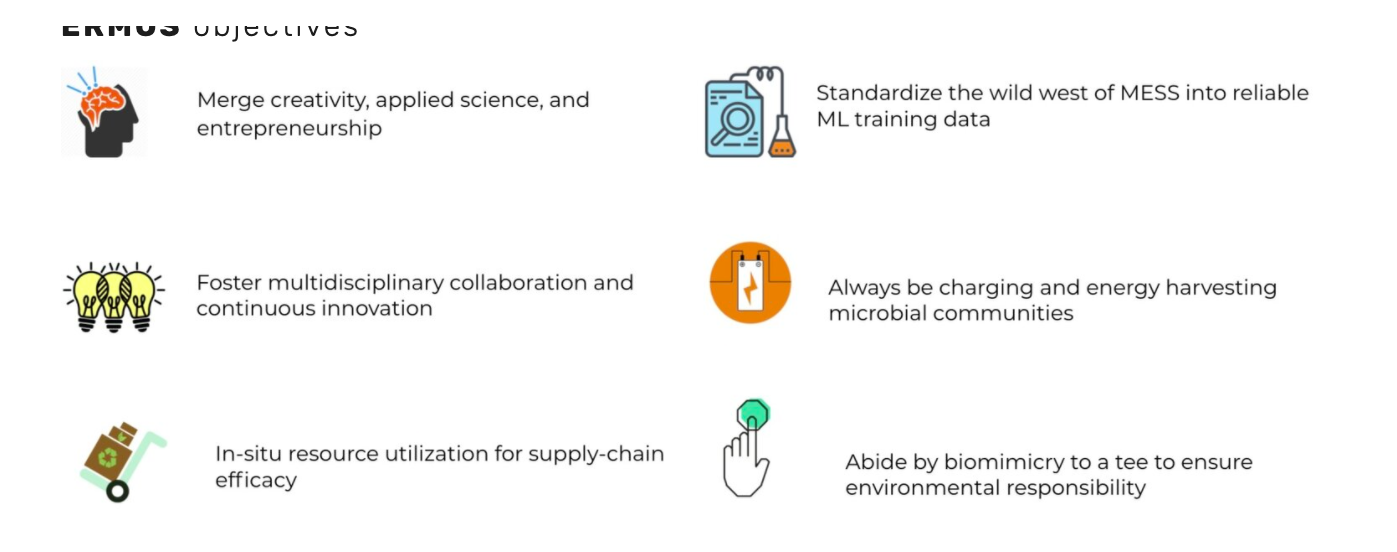 ERMUS objectives
Merge creativity, applied science, and
entrepreneurship
Standardize the wild west of MESS into reliable
ML training data
Foster multidisciplinary collaboration and
continuous innovation
Always be charging and energy harvesting
microbial communities
In-situ resource utilization for supply-chain
efficacy
Abide by biomimicry to a tee to ensure
environmental responsibility